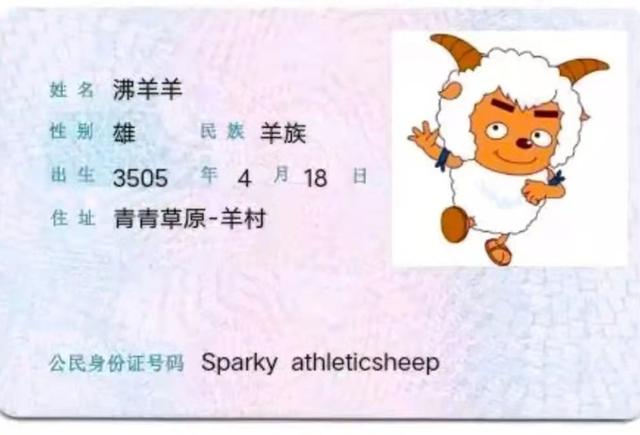 姓名 沸羊羊
性别 雄 民族 羊族
出生 3505 年 4 月 18 日
住址 青青草原-羊村
公民身份证号码 Sparky athleticsheep